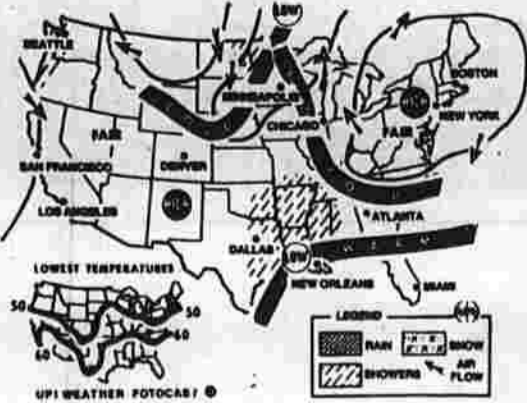 LOW
SEATTLE
BOSTON
MINNEAPOLIS
HIGH
NEW YORK
CHICAGO
FAIR
FAIR
SAN FRANCISCO
DENVER
COLD
COLD
LOS ANGELES
HIGH
ATLANTA
DALLAS
LOW
WARM
NEW ORLEANS
MIAMI
LOWEST TEMPERATURES
50
50
60
60
LEGEND
RAIN
SNOW
SHOWERS
AIR
FLOW
UPI WEATHER FOTOCAST